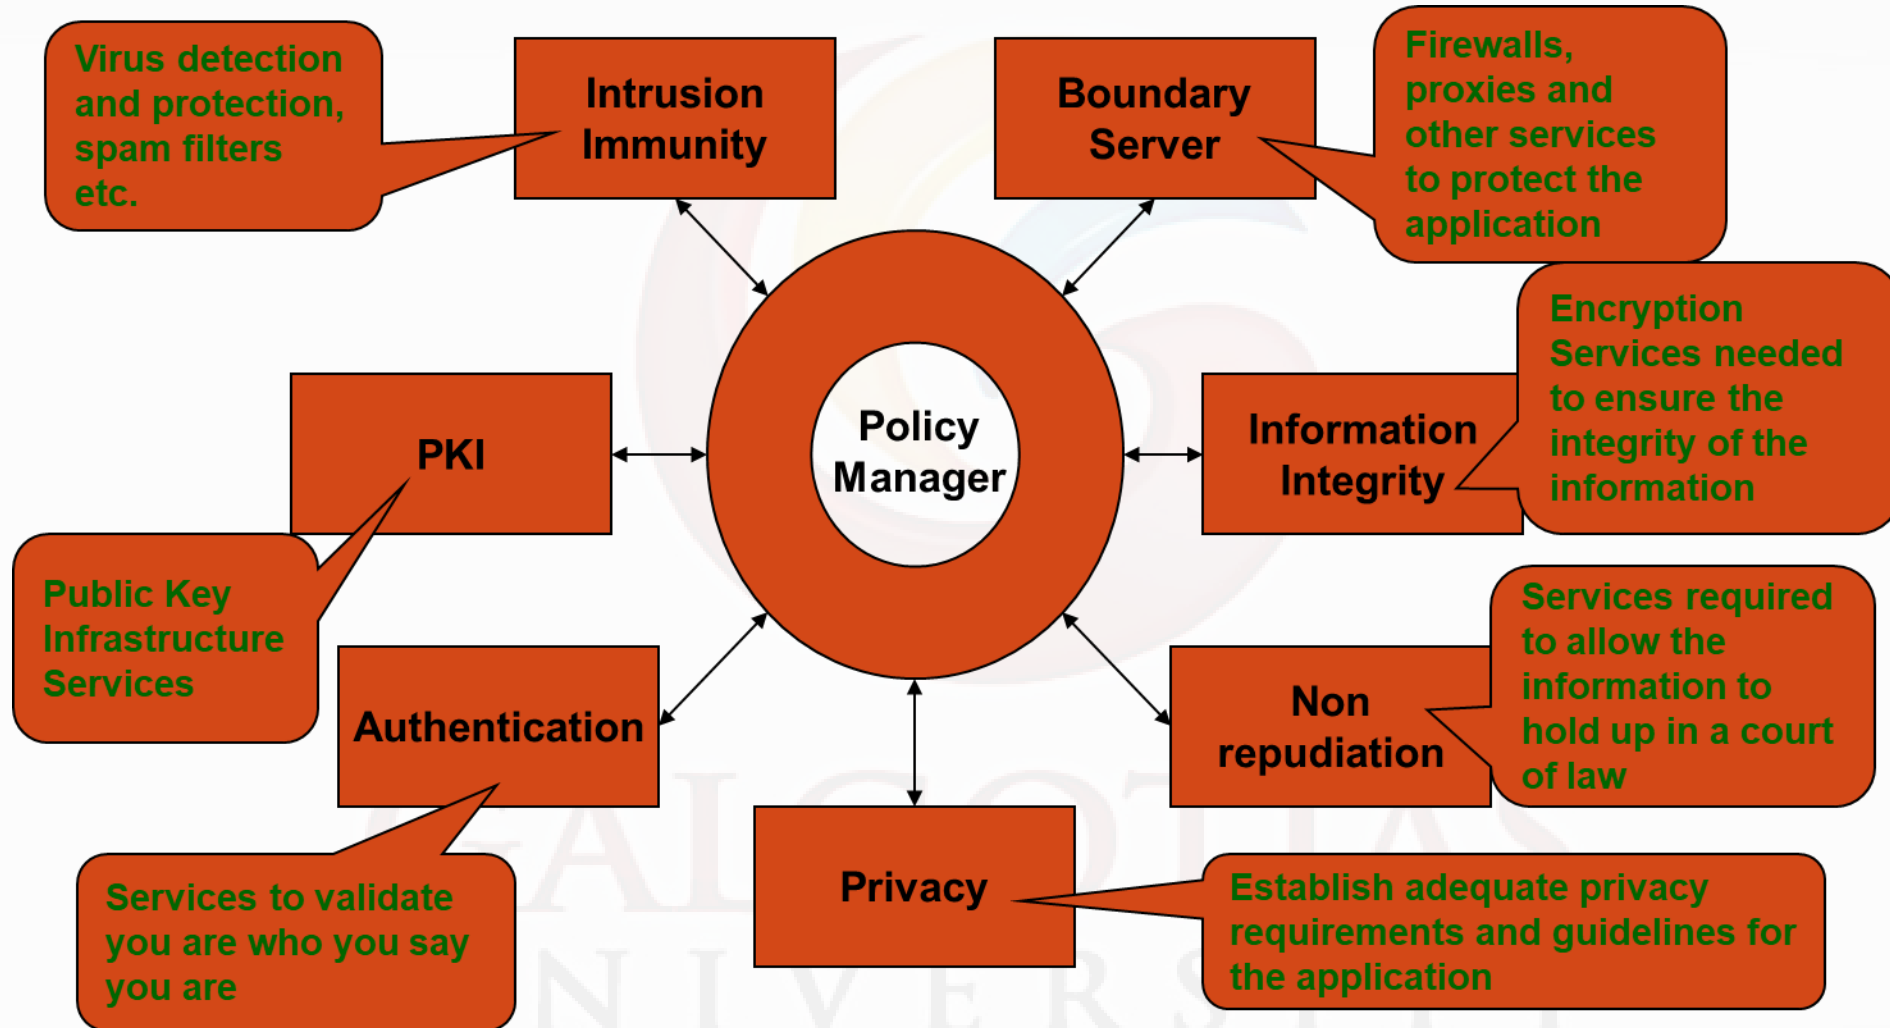 Virus detection
and protection,
spam filters
etc.
Intrusion
Immunity
Boundary
Server
Firewalls,
proxies and
other services
to protect the
application
Encryption
Services needed
to ensure the
integrity of the
information
PKI
Policy
Manager
Information
Integrity
Public Key
Infrastructure
Services
Authentication
Non
repudiation
Services required
to allow the
information to
hold up in a court
of law
Privacy
Services to validate
you are who you say
you are
Establish adequate privacy
requirements and guidelines for
the application
GALGOTIAS